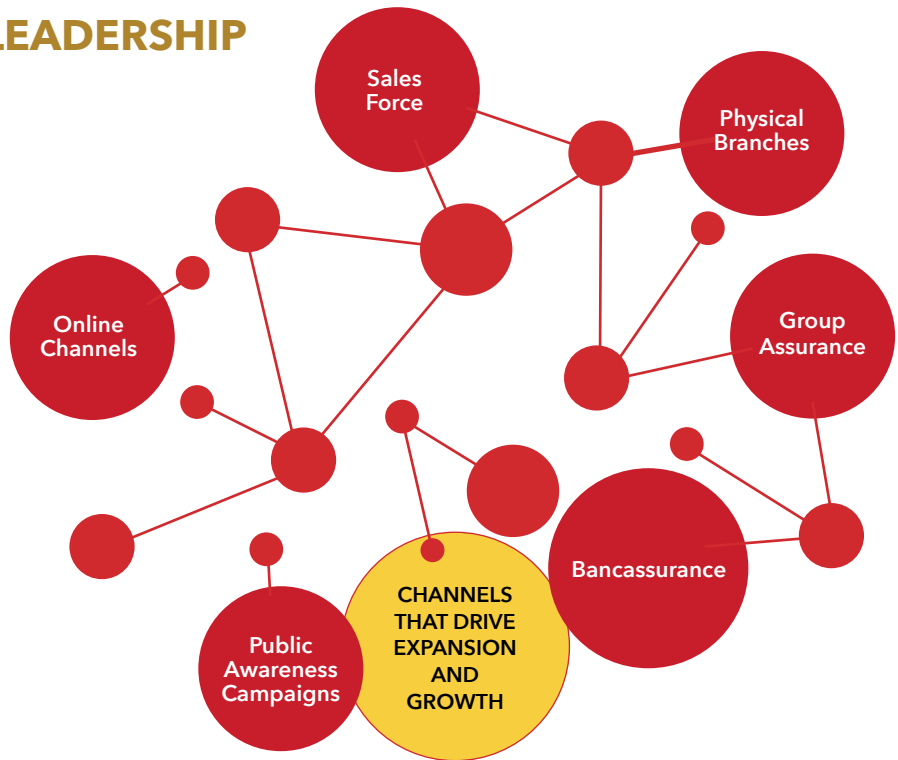 LEADERSHIP
Sales
Force
Physical
Branches
Online
Channels
Group
Assurance
Bancassurance
CHANNELS
THAT DRIVE
EXPANSION
AND
GROWTH
Public
Awareness
Campaigns